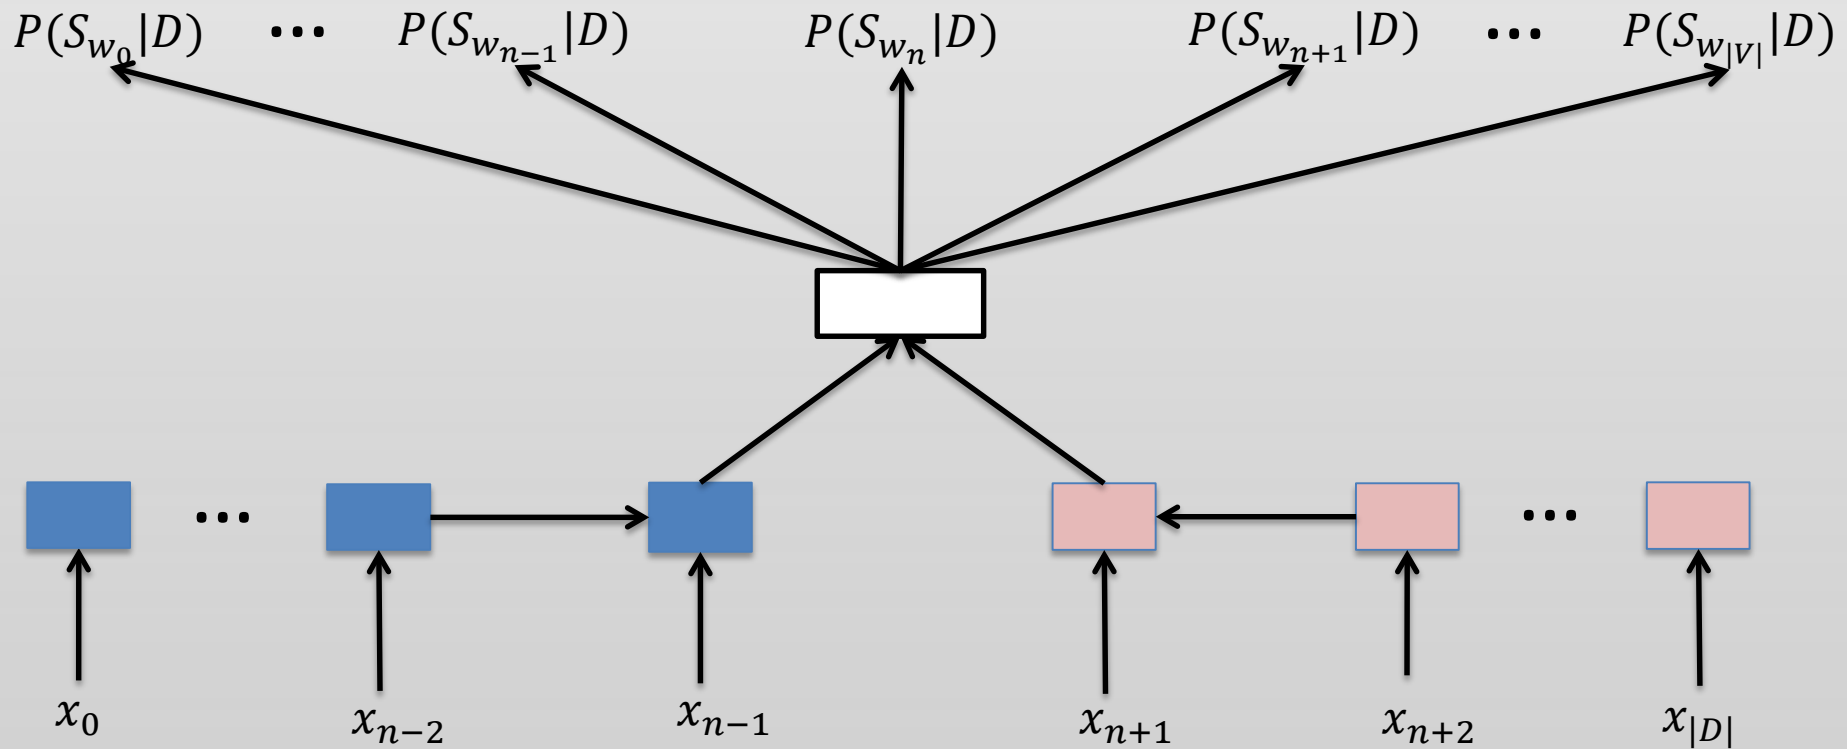 P(S_{w_0}|D) ⋯ P(S_{w_{n-1}}|D) P(S_{w_n}|D) P(S_{w_{n+1}}|D) ⋯ P(S_{w_{|V|}}|D)
⋯ ⋯
x_0 x_{n-2} x_{n-1} x_{n+1} x_{n+2} x_{|D|}